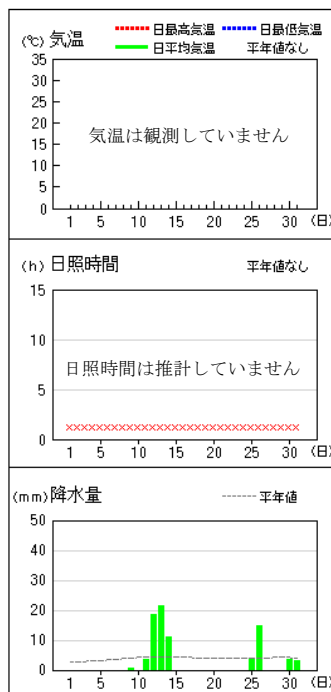 (℃) 気温 日最高気温 日最低気温
日平均気温 平年値なし
35
30
25
20
15
10
5
0
気温は観測していません
1 5 10 15 20 25 30 (日)
(h) 日照時間 平年値なし
15
10
5
0
日照時間は推計していません
××××××××××××××××××××××××××××××× 
1 5 10 15 20 25 30 (日)
(mm) 降水量 平年値
50
40
30
20
10
0
1 5 10 15 20 25 30 (日)